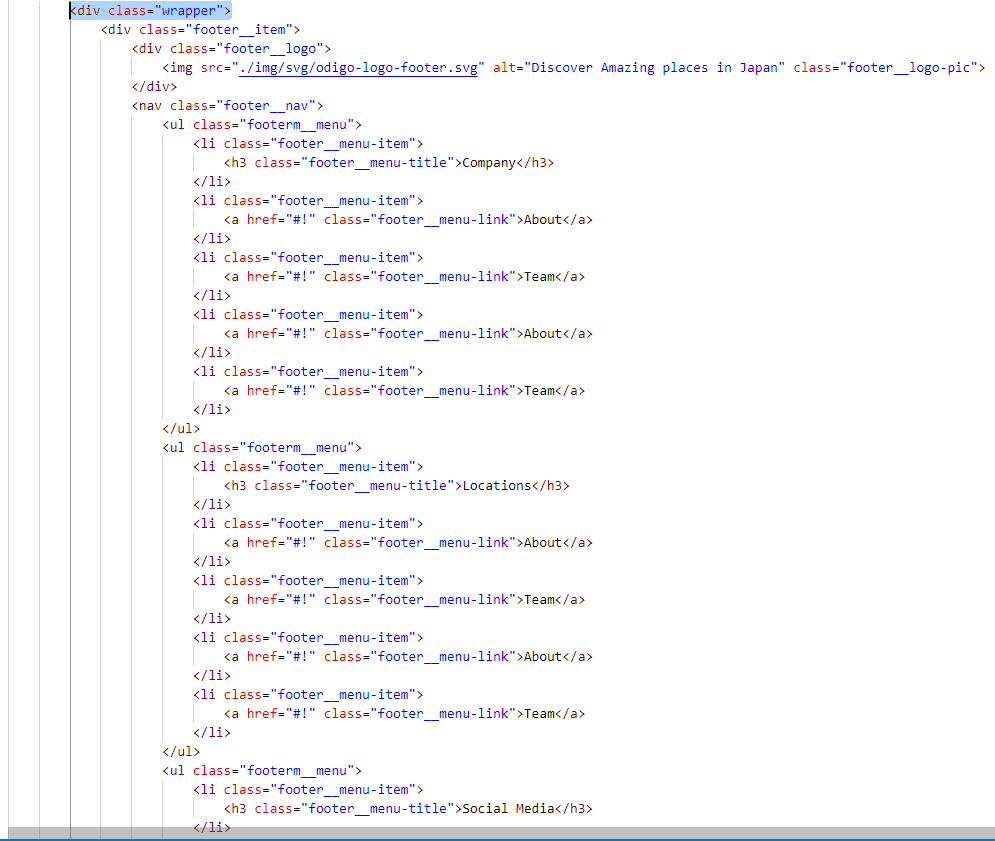 <div class="wrapper">
<div class="footer__item">
<div class="footer__logo">
<img src="./img/svg/odigo-logo-footer.svg" alt="Discover Amazing places in Japan" class="footer__logo-pic">
</div>
<nav class="footer__nav">
<ul class="footerm__menu">
<li class="footer__menu-item">
<h3 class="footer__menu-title">Company</h3>
</li>
<li class="footer__menu-item">
<a href="#!" class="footer__menu-link">About</a>
</li>
<li class="footer__menu-item">
<a href="#!" class="footer__menu-link">Team</a>
</li>
<li class="footer__menu-item">
<a href="#!" class="footer__menu-link">About</a>
</li>
<li class="footer__menu-item">
<a href="#!" class="footer__menu-link">Team</a>
</li>
</ul>
<ul class="footerm__menu">
<li class="footer__menu-item">
<h3 class="footer__menu-title">Locations</h3>
</li>
<li class="footer__menu-item">
<a href="#!" class="footer__menu-link">About</a>
</li>
<li class="footer__menu-item">
<a href="#!" class="footer__menu-link">Team</a>
</li>
<li class="footer__menu-item">
<a href="#!" class="footer__menu-link">About</a>
</li>
<li class="footer__menu-item">
<a href="#!" class="footer__menu-link">Team</a>
</li>
</ul>
<ul class="footerm__menu">
<li class="footer__menu-item">
<h3 class="footer__menu-title">Social Media</h3>
</li>